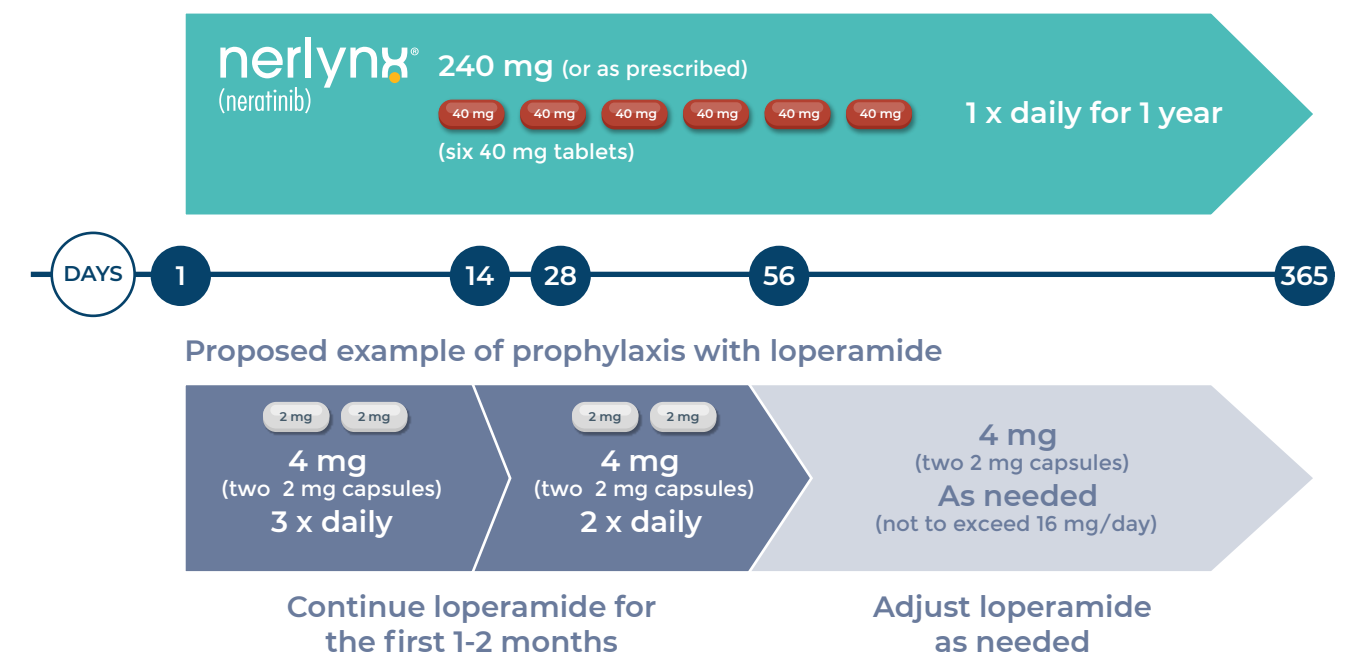 nerlynx®
(neratinib)
240 mg (or as prescribed)
40 mg 40 mg 40 mg 40 mg 40 mg 40 mg
(six 40 mg tablets)
1 x daily for 1 year
DAYS 1 14 28 56 365
Proposed example of prophylaxis with loperamide
2 mg 2 mg
4 mg
(two 2 mg capsules)
3 x daily
2 mg 2 mg
4 mg
(two 2 mg capsules)
2 x daily
4 mg
(two 2 mg capsules)
As needed
(not to exceed 16 mg/day)
Continue loperamide for
the first 1-2 months
Adjust loperamide
as needed